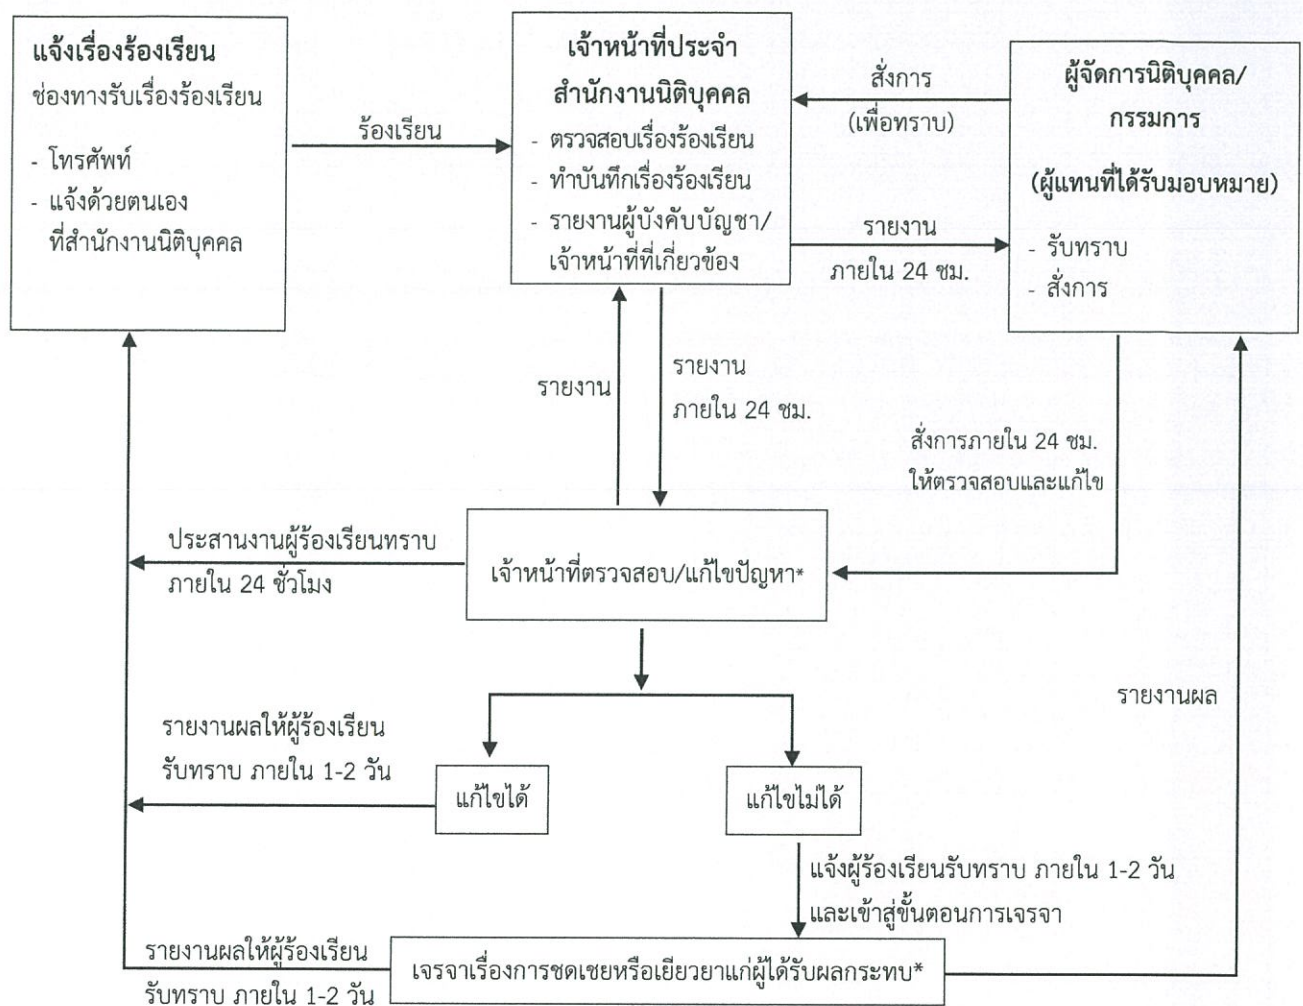 แจ้งเรื่องร้องเรียน
ช่องทางรับเรื่องร้องเรียน
- โทรศัพท์
- แจ้งด้วยตนเอง
ที่สำนักงานนิติบุคคล
ร้องเรียน
เจ้าหน้าที่ประจำ
สำนักงานนิติบุคคล
- ตรวจสอบเรื่องร้องเรียน
- ทำบันทึกเรื่องร้องเรียน
- รายงานผู้บังคับบัญชา/
เจ้าหน้าที่ที่เกี่ยวข้อง
สั่งการ
(เพื่อทราบ)
รายงาน
ภายใน 24 ชม.
ผู้จัดการนิติบุคคล/
กรรมการ
(ผู้แทนที่ได้รับมอบหมาย)
- รับทราบ
- สั่งการ
รายงาน
รายงาน
ภายใน 24 ชม.
สั่งการภายใน 24 ชม.
ให้ตรวจสอบและแก้ไข
ประสานงานผู้ร้องเรียนทราบ
ภายใน 24 ชั่วโมง
เจ้าหน้าที่ตรวจสอบ/แก้ไขปัญหา*
รายงานผล
รายงานผลให้ผู้ร้องเรียน
รับทราบ ภายใน 1-2 วัน
แก้ไขได้
แก้ไขไม่ได้
แจ้งผู้ร้องเรียนรับทราบ ภายใน 1-2 วัน
และเข้าสู่ขั้นตอนการเจรจา
รายงานผลให้ผู้ร้องเรียน
รับทราบ ภายใน 1-2 วัน
เจรจาเรื่องการชดเชยหรือเยียวยาแก่ผู้ได้รับผลกระทบ*